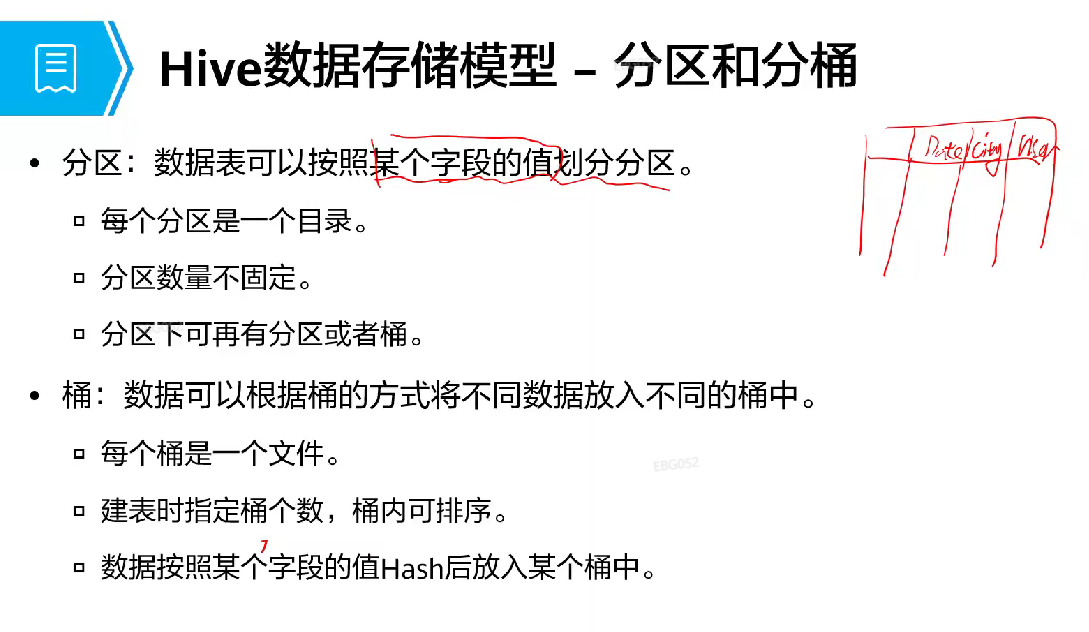 Hive数据存储模型 – 分区和分桶
• 分区：数据表可以按照某个字段的值划分分区。
Date City
▫ 每个分区是一个目录。
▫ 分区数量不固定。
▫ 分区下可再有分区或者桶。
• 桶：数据可以根据桶的方式将不同数据放入不同的桶中。
▫ 每个桶是一个文件。
EBG052
▫ 建表时指定桶个数，桶内可排序。
▫ 数据按照某个字段的值Hash后放入某个桶中。